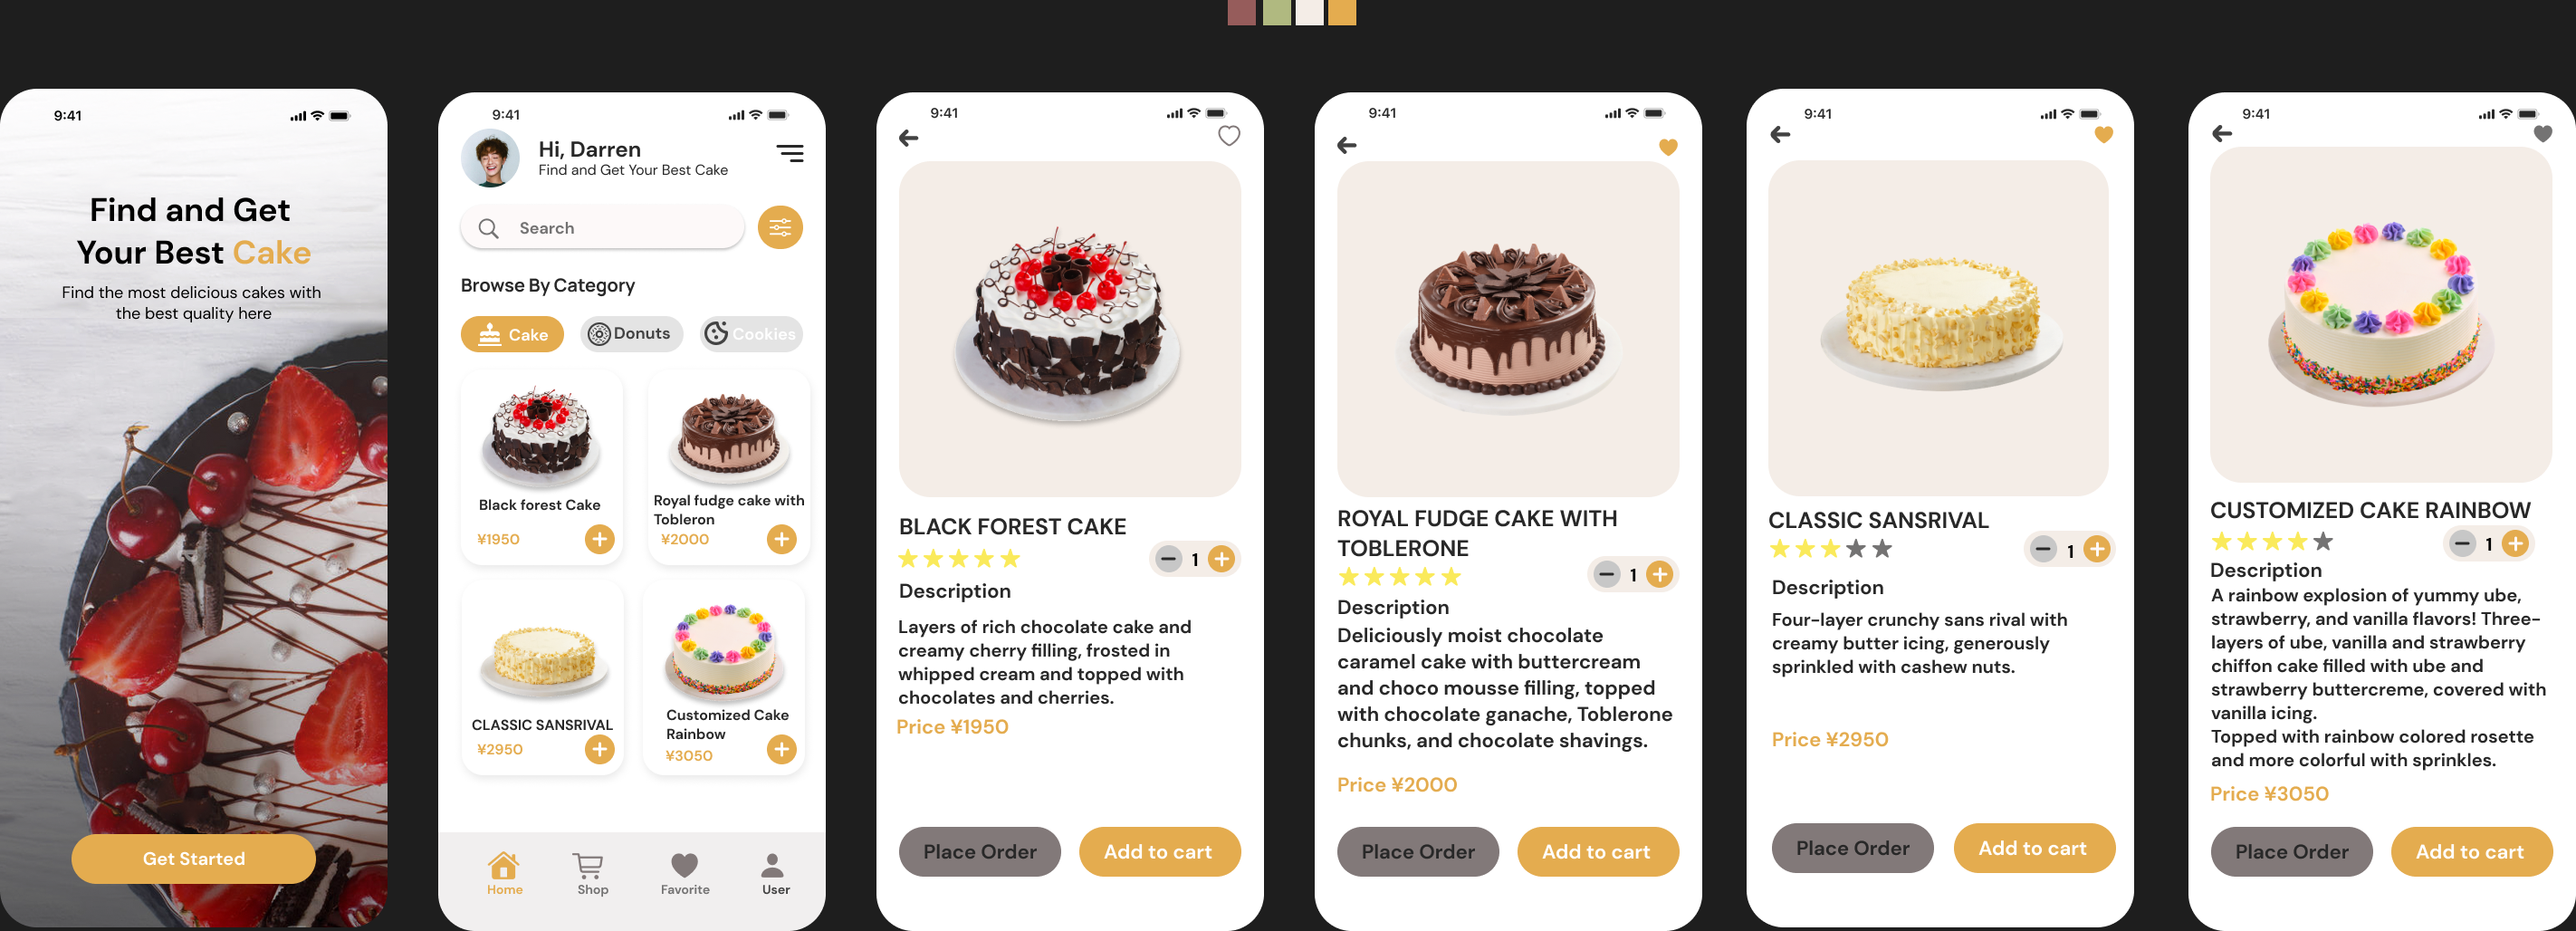 9:41
Find and Get
Your Best Cake
Find the most delicious cakes with
the best quality here
Get Started
9:41
Hi, Darren
Find and Get Your Best Cake
Search
Browse By Category
Cake
Donuts
Cookies
Black forest Cake
¥1950
Royal fudge cake with
Tobleron
¥2000
CLASSIC SANSRIVAL
¥2950
Customized Cake
Rainbow
¥3050
Home
Shop
Favorite
User
9:41
BLACK FOREST CAKE
1
Description
Layers of rich chocolate cake and
creamy cherry filling, frosted in
whipped cream and topped with
chocolates and cherries.
Price ¥1950
Place Order
Add to cart
9:41
ROYAL FUDGE CAKE WITH
TOBLERONE
1
Description
Deliciously moist chocolate
caramel cake with buttercream
and choco mousse filling, topped
with chocolate ganache, Toblerone
chunks, and chocolate shavings.
Price ¥2000
Place Order
Add to cart
9:41
CLASSIC SANSRIVAL
1
Description
Four-layer crunchy sans rival with
creamy butter icing, generously
sprinkled with cashew nuts.
Price ¥2950
Place Order
Add to cart
9:41
CUSTOMIZED CAKE RAINBOW
1
Description
A rainbow explosion of yummy ube,
strawberry, and vanilla flavors! Three-
layers of ube, vanilla and strawberry
chiffon cake filled with ube and
strawberry buttercreme, covered with
vanilla icing.
Topped with rainbow colored rosette
and more colorful with sprinkles.
Price ¥3050
Place Order
Add to cart